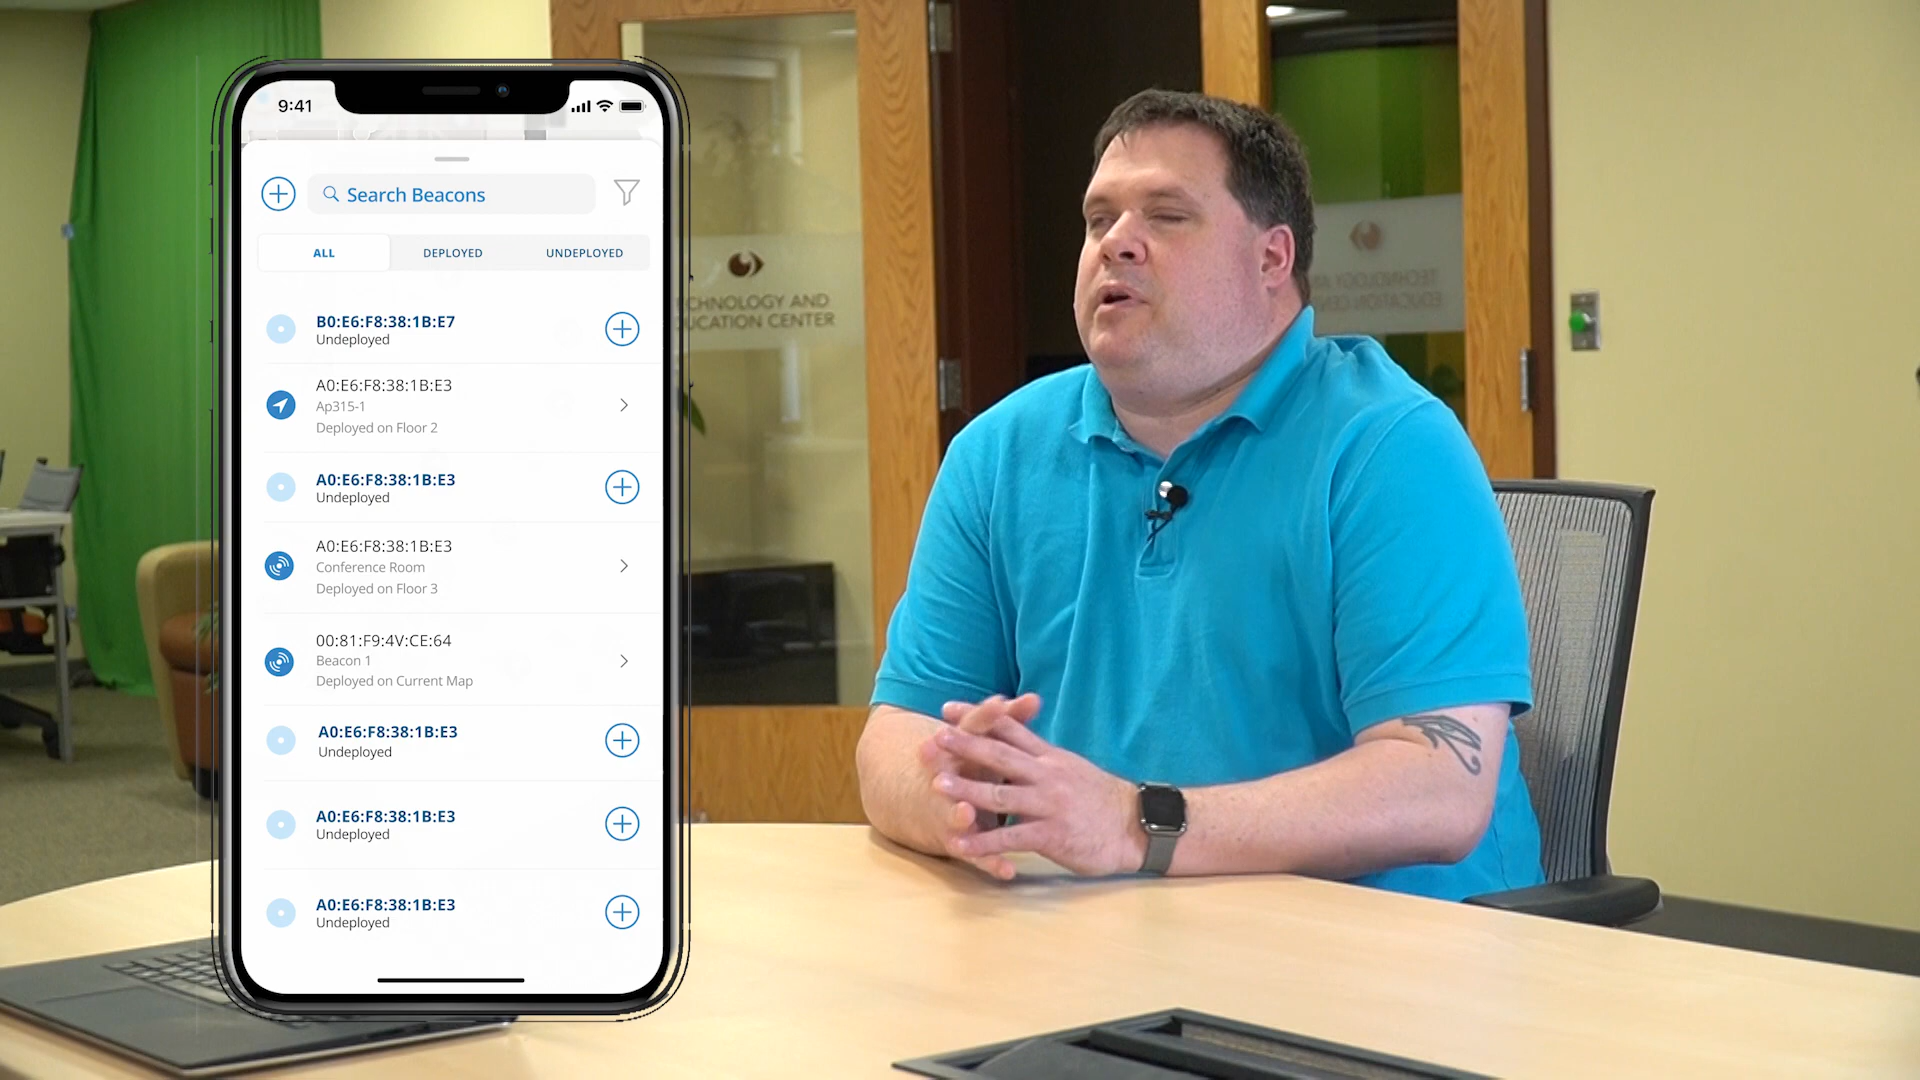 9:41
Search Beacons
ALL
DEPLOYED
UNDEPLOYED
B0:E6:F8:38:1B:E7
Undeployed
A0:E6:F8:38:1B:E3
Ap315-1
Deployed on Floor 2
A0:E6:F8:38:1B:E3
Undeployed
A0:E6:F8:38:1B:E3
Conference Room
Deployed on Floor 3
00:81:F9:4V:CE:64
Beacon 1
Deployed on Current Map
A0:E6:F8:38:1B:E3
Undeployed
A0:E6:F8:38:1B:E3
Undeployed
A0:E6:F8:38:1B:E3
Undeployed
CHNOLOGY AND
UCATION CENTER